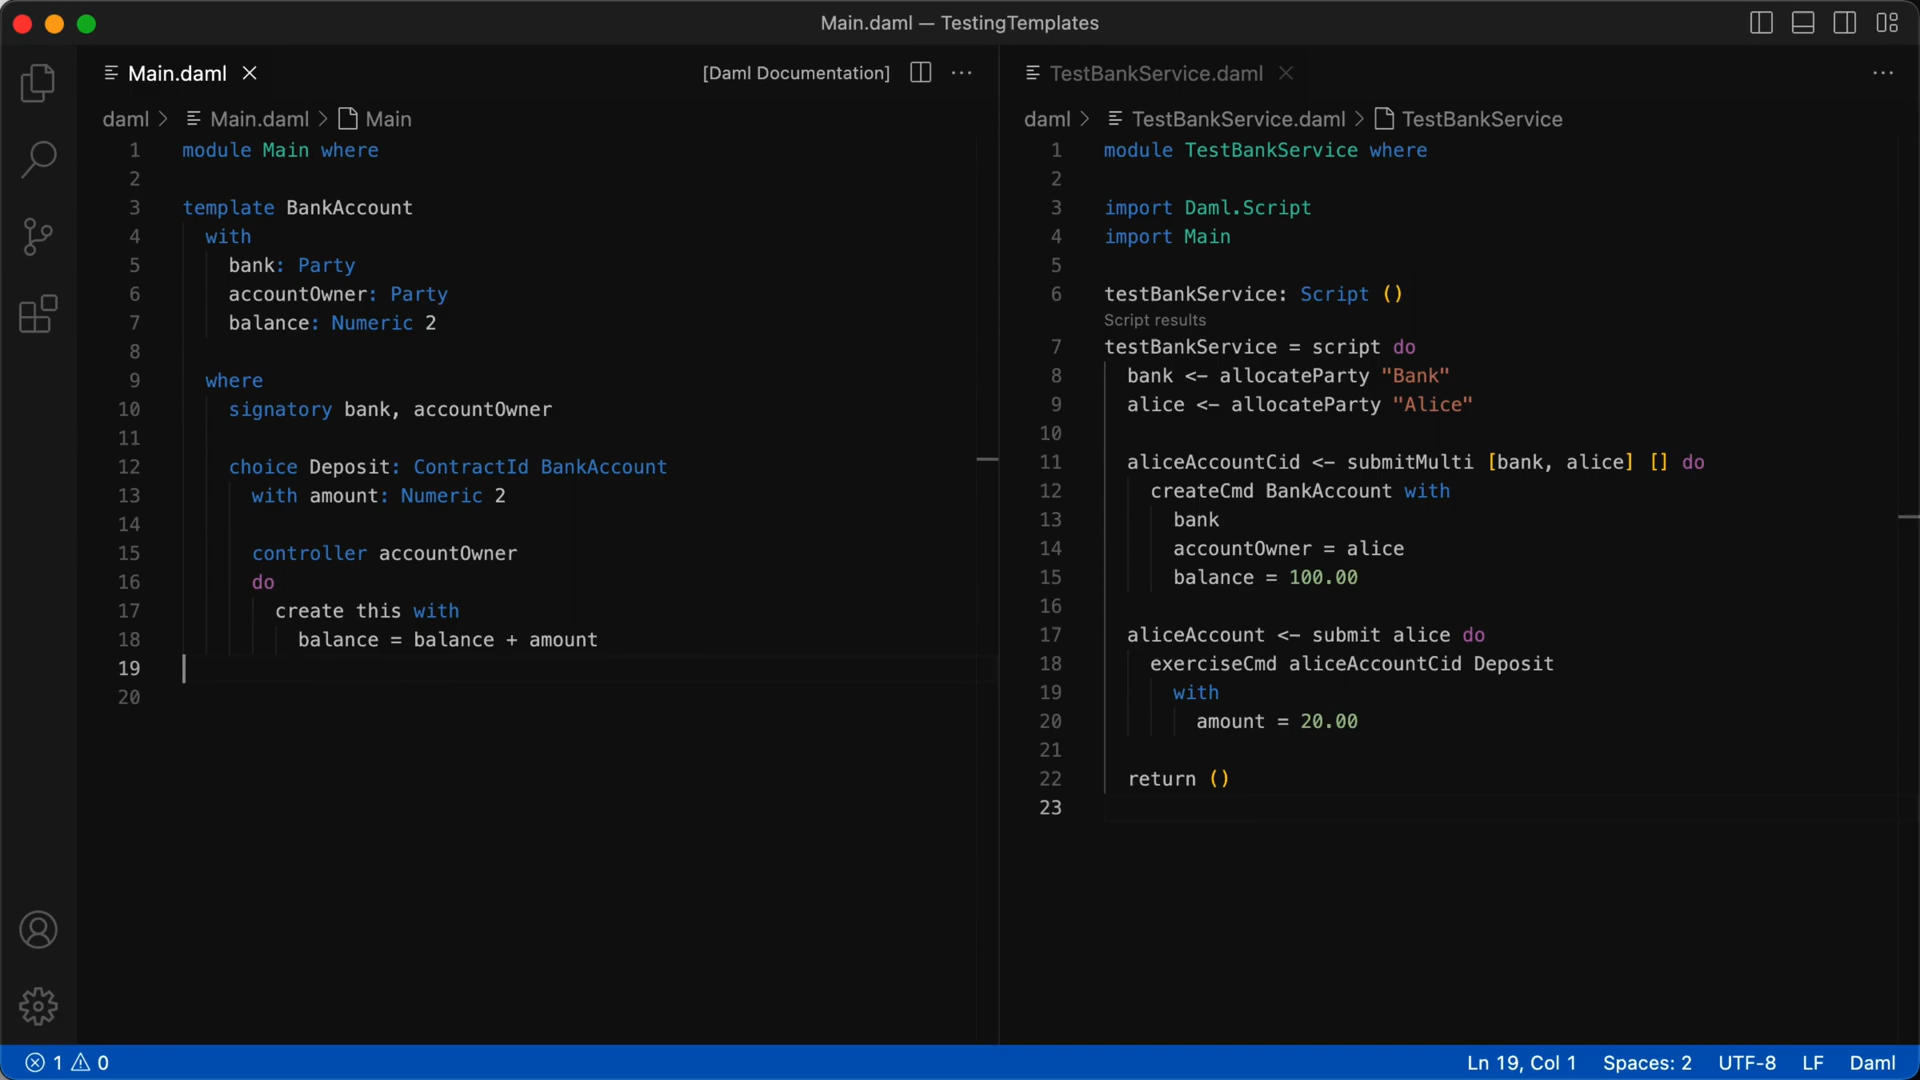 Main.daml — TestingTemplates
Main.daml
[Daml Documentation]
daml > Main.daml > Main
1 module Main where
2
3 template BankAccount
4 with
5 bank: Party
6 accountOwner: Party
7 balance: Numeric 2
8
9 where
10 signatory bank, accountOwner
11
12 choice Deposit: ContractId BankAccount
13 with amount: Numeric 2
14
15 controller accountOwner
16 do
17 create this with
18 balance = balance + amount
19
20
TestBankService.daml
daml > TestBankService.daml > TestBankService
1 module TestBankService where
2
3 import Daml.Script
4 import Main
5
6 testBankService: Script ()
Script results
7 testBankService = script do
8 bank <- allocateParty "Bank"
9 alice <- allocateParty "Alice"
10
11 aliceAccountCid <- submitMulti [bank, alice] [] do
12 createCmd BankAccount with
13 bank
14 accountOwner = alice
15 balance = 100.00
16
17 aliceAccount <- submit alice do
18 exerciseCmd aliceAccountCid Deposit
19 with
20 amount = 20.00
21
22 return ()
23
1 0
Ln 19, Col 1 Spaces: 2 UTF-8 LF Daml